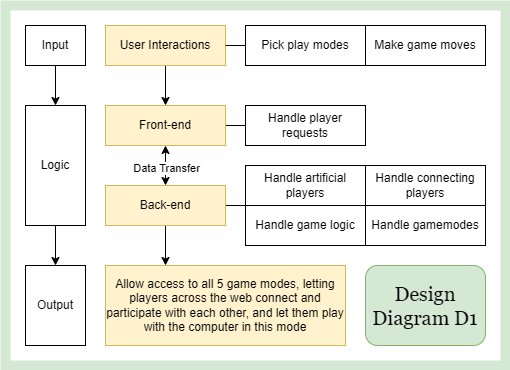 Input
User Interactions
Pick play modes
Make game moves
Front-end
Handle player
requests
Logic
Data Transfer
Handle artificial
players
Handle connecting
players
Back-end
Handle game logic
Handle gamemodes
Output
Allow access to all 5 game modes, letting
players across the web connect and
participate with each other, and let them play
with the computer in this mode
Design
Diagram D1